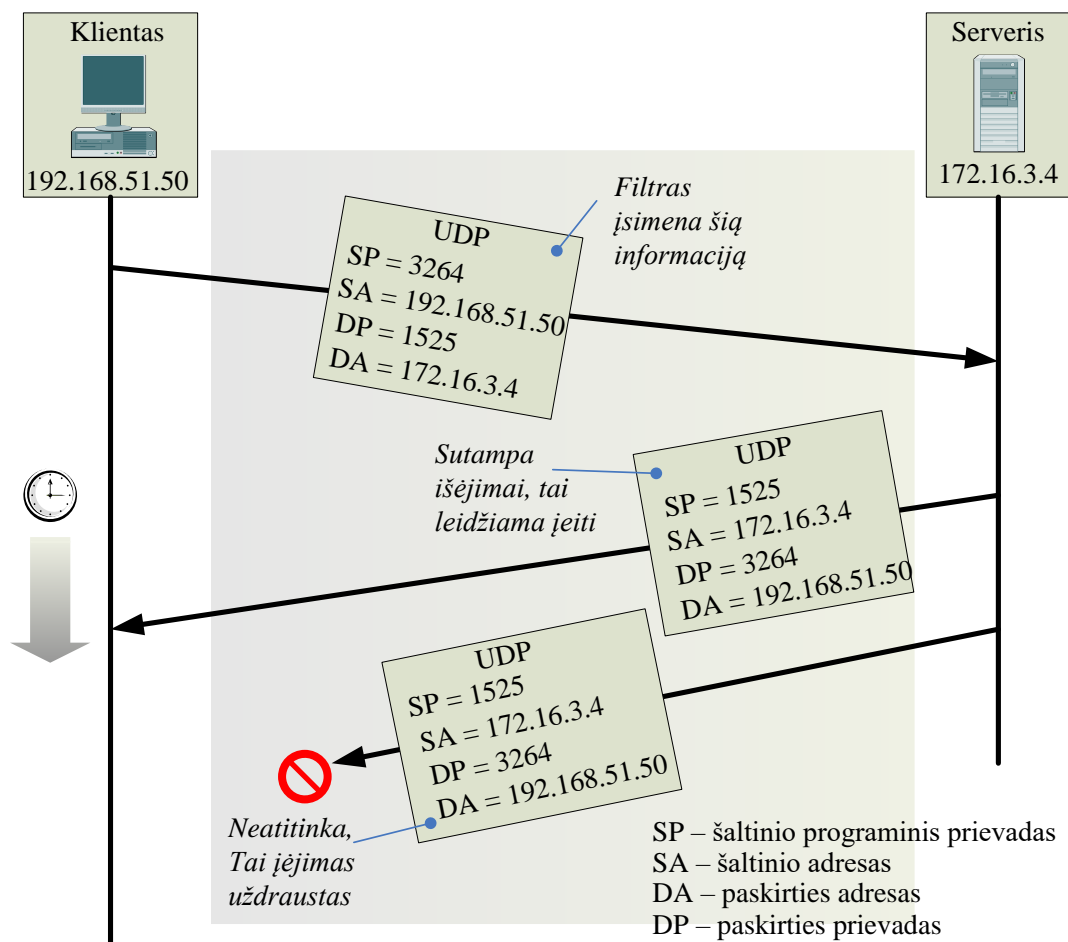 Klientas
192.168.51.50
Serveris
172.16.3.4
UDP
SP = 3264
SA = 192.168.51.50
DP = 1525
DA = 172.16.3.4
Filtras
įsimena šią
informaciją
Sutampa
išėjimai, tai
leidžiama įeiti
UDP
SP = 1525
SA = 172.16.3.4
DP = 3264
DA = 192.168.51.50
UDP
SP = 1525
SA = 172.16.3.4
DP = 3264
DA = 192.168.51.50
Neatitinka,
Tai įėjimas
uždraustas
SP – šaltinio programinis prievadas
SA – šaltinio adresas
DA – paskirties adresas
DP – paskirties prievadas